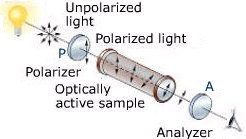 Unpolarized
light
P
Polarized light
Polarizer
Optically
active sample
A
Analyzer